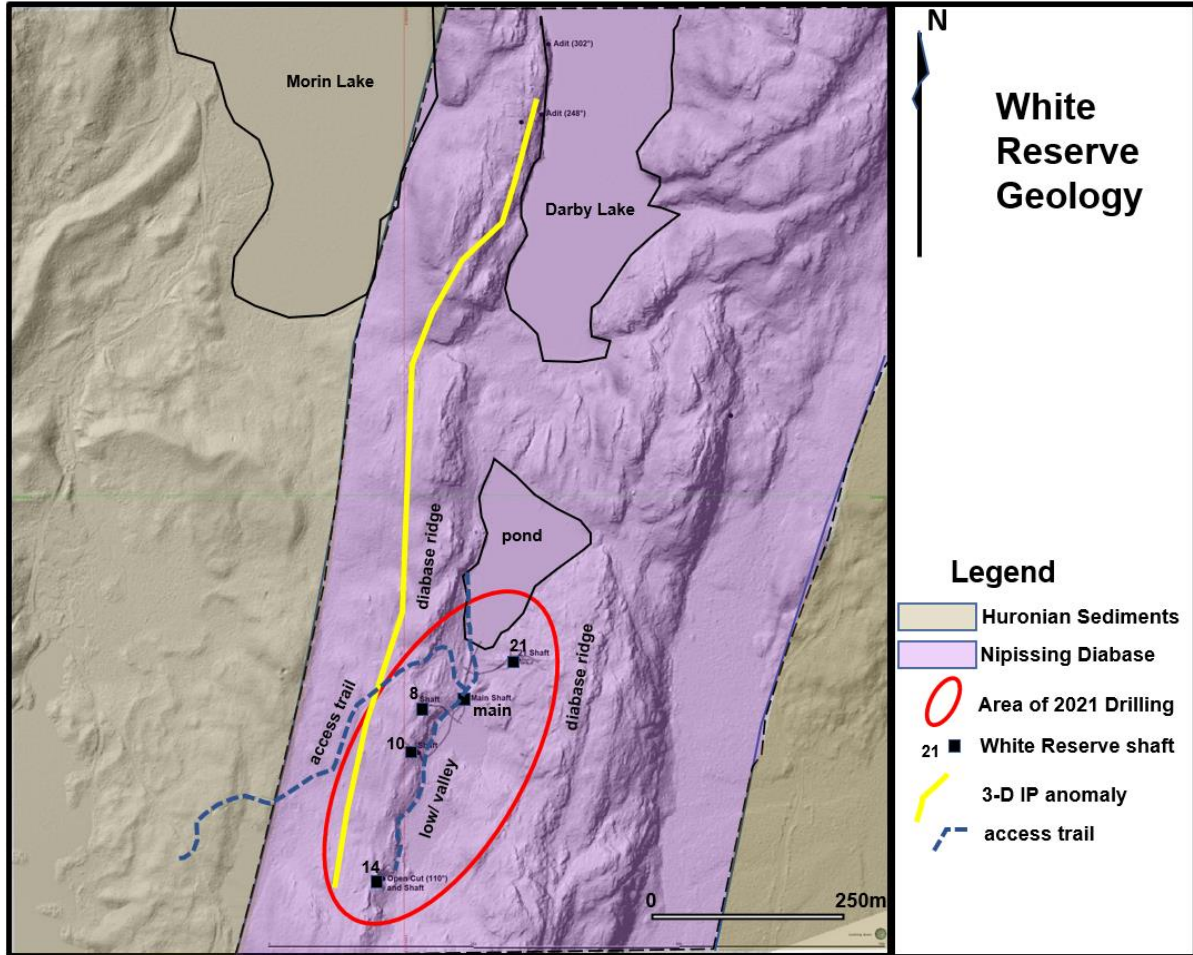 N
White
Reserve
Geology
Morin Lake
Adit (302°)
Adit (248°)
Darby Lake
diabase ridge
pond
21
21 Shaft
diabase ridge
access trail
8
Shaft
Main Shaft
main
10
Shaft
low/ valley
14
Open Cut (110°)
and Shaft
0
250m
Legend
Huronian Sediments
Nipissing Diabase
Area of 2021 Drilling
21
White Reserve shaft
3-D IP anomaly
access trail